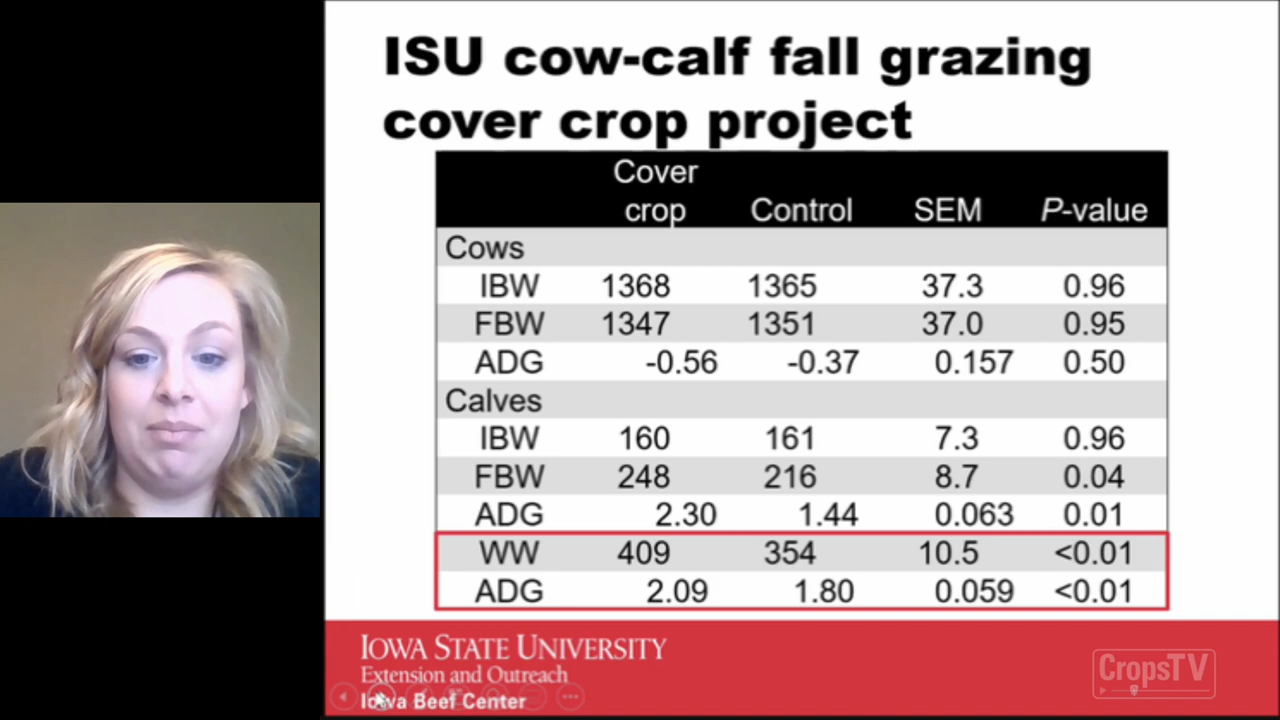 ISU cow-calf fall grazing
cover crop project
Cover
crop Control SEM P-value
Cows
IBW 1368 1365 37.3 0.96
FBW 1347 1351 37.0 0.95
ADG -0.56 -0.37 0.157 0.50
Calves
IBW 160 161 7.3 0.96
FBW 248 216 8.7 0.04
ADG 2.30 1.44 0.063 0.01
WW 409 354 10.5 <0.01
ADG 2.09 1.80 0.059 <0.01
IOWA STATE UNIVERSITY
Extension and Outreach
Iowa Beef Center
CropsTV